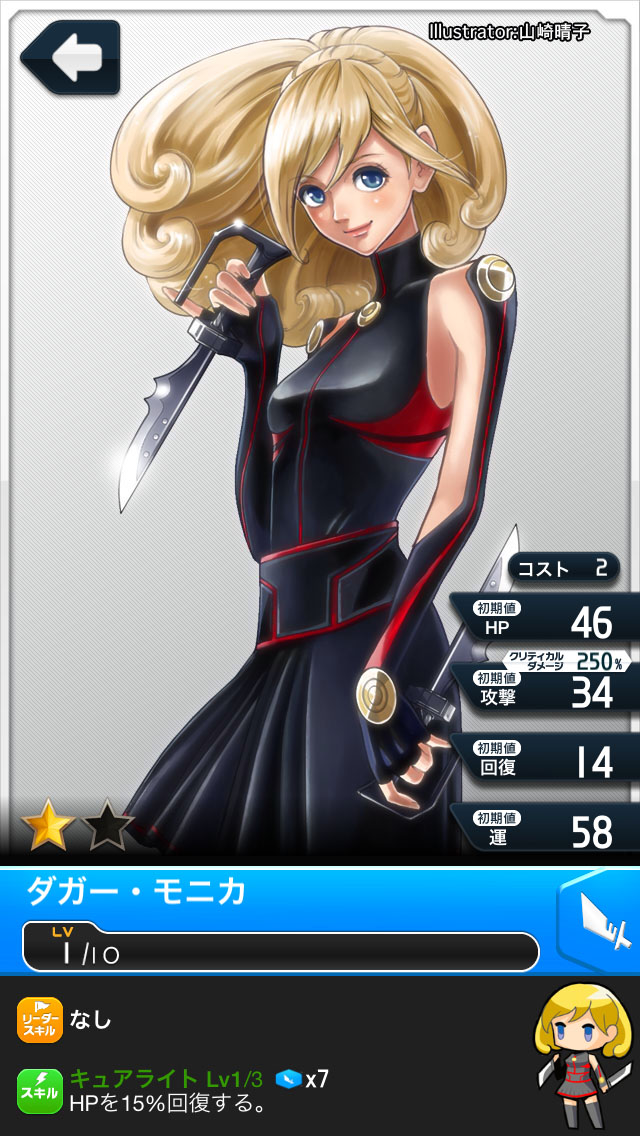 Illustrator:山崎晴子
コスト 2
初期値
HP 46
クリティカル
ダメージ 250%
初期値
攻撃 34
初期値
回復 14
初期値
運 58
ダガー・モニカ
LV
1/10
リーダー
スキル
なし
スキル
キュアライト Lv1/3 x7
HPを15%回復する。